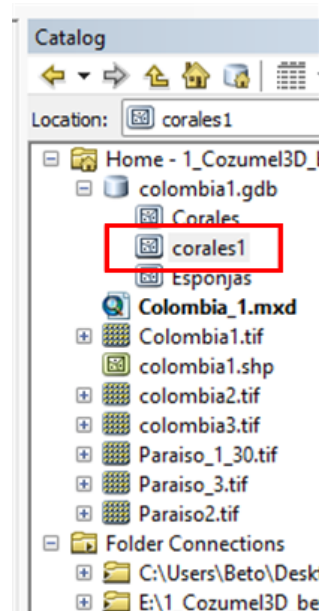 Catalog
Location: corales1
Home - 1_Cozumel3D_
colombia1.gdb
Corales
corales1
Esponjas
Colombia_1.mxd
Colombia1.tif
colombia1.shp
colombia2.tif
colombia3.tif
Paraiso_1_30.tif
Paraiso_3.tif
Paraiso2.tif
Folder Connections
C:\Users\Beto\Desk
E:\1_Cozumel3D_be